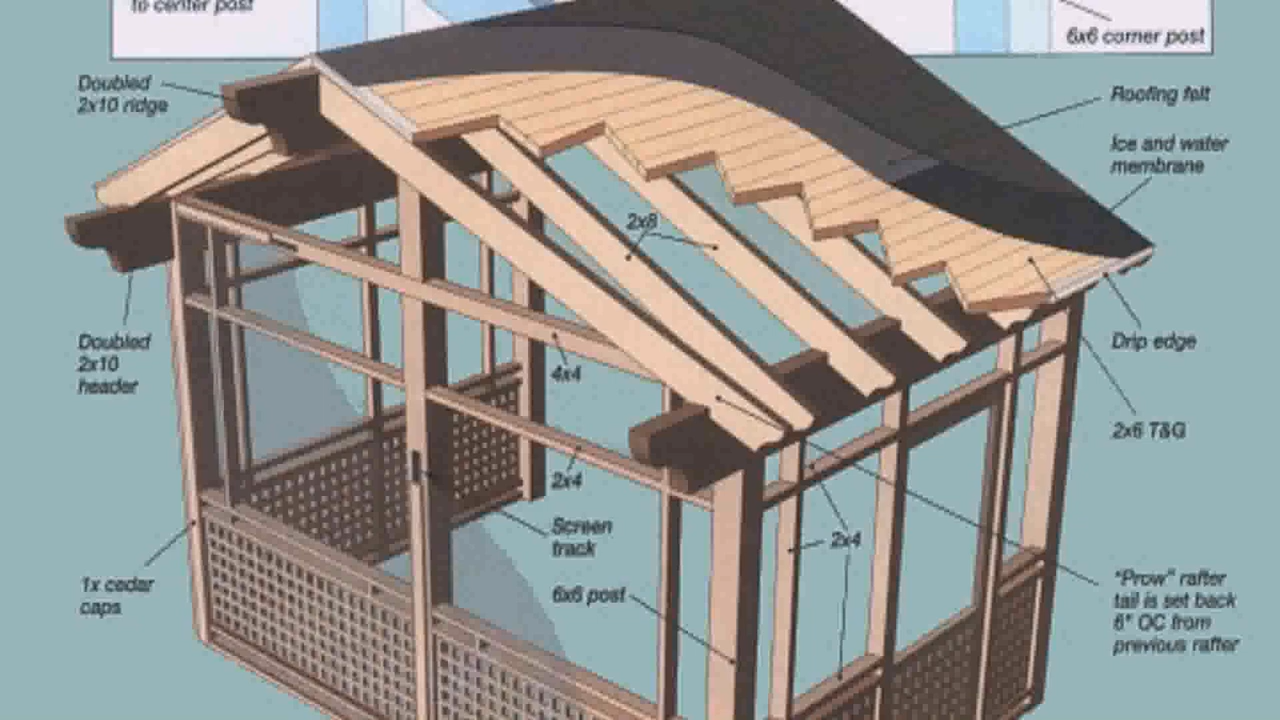 to center post
6x6 corner post
Doubled
2x10 ridge
Roofing felt
Ice and water
membrane
2x8
Doubled
2x10
header
4x4
Drip edge
2x6 T&G
2x4
Screen
track
2x4
1x cedar
caps
6x6 post
"Prow" rafter
tail is set back
6" OC from
previous rafter